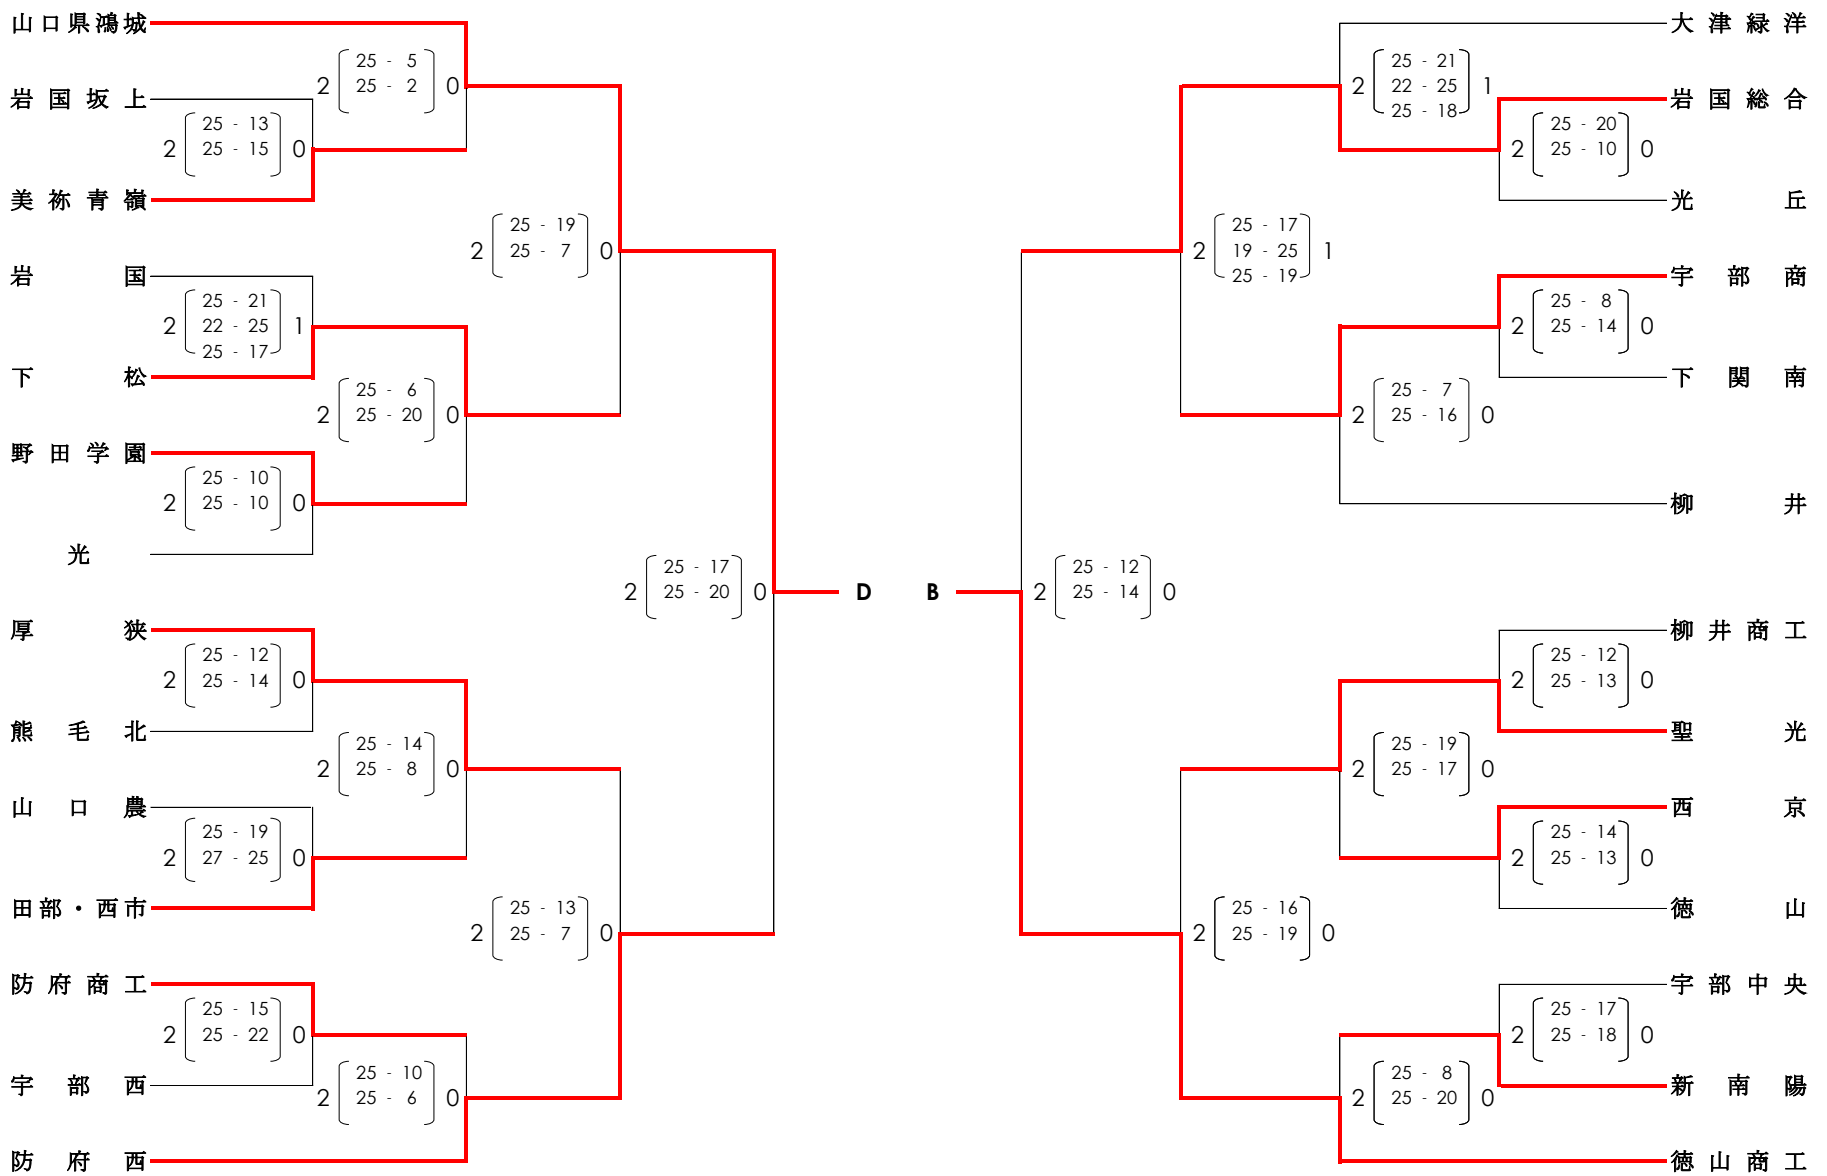 山口県鴻城
25 - 5
2 25 - 2 0
岩国坂上
25 - 13
2 25 - 15 0
美祢青嶺
25 - 19
2 25 - 7 0
岩国
25 - 21
2 22 - 25 1
25 - 17
下松
25 - 6
2 25 - 20 0
野田学園
25 - 10
2 25 - 10 0
光
25 - 17
2 25 - 20 0
D
厚狭
25 - 12
2 25 - 14 0
熊毛北
25 - 14
2 25 - 8 0
山口農
25 - 19
2 27 - 25 0
田部・西市
25 - 13
2 25 - 7 0
防府商工
25 - 15
2 25 - 22 0
宇部西
25 - 10
2 25 - 6 0
防府西
大津緑洋
25 - 21
2 22 - 25 1
25 - 18
岩国総合
25 - 20
2 25 - 10 0
光丘
25 - 17
2 19 - 25 1
25 - 19
宇部商
25 - 8
2 25 - 14 0
下関南
25 - 7
2 25 - 16 0
柳井
B
25 - 12
2 25 - 14 0
柳井商工
25 - 12
2 25 - 13 0
聖光
25 - 19
2 25 - 17 0
西京
25 - 14
2 25 - 13 0
徳山
25 - 16
2 25 - 19 0
宇部中央
25 - 17
2 25 - 18 0
新南陽
25 - 8
2 25 - 20 0
徳山商工